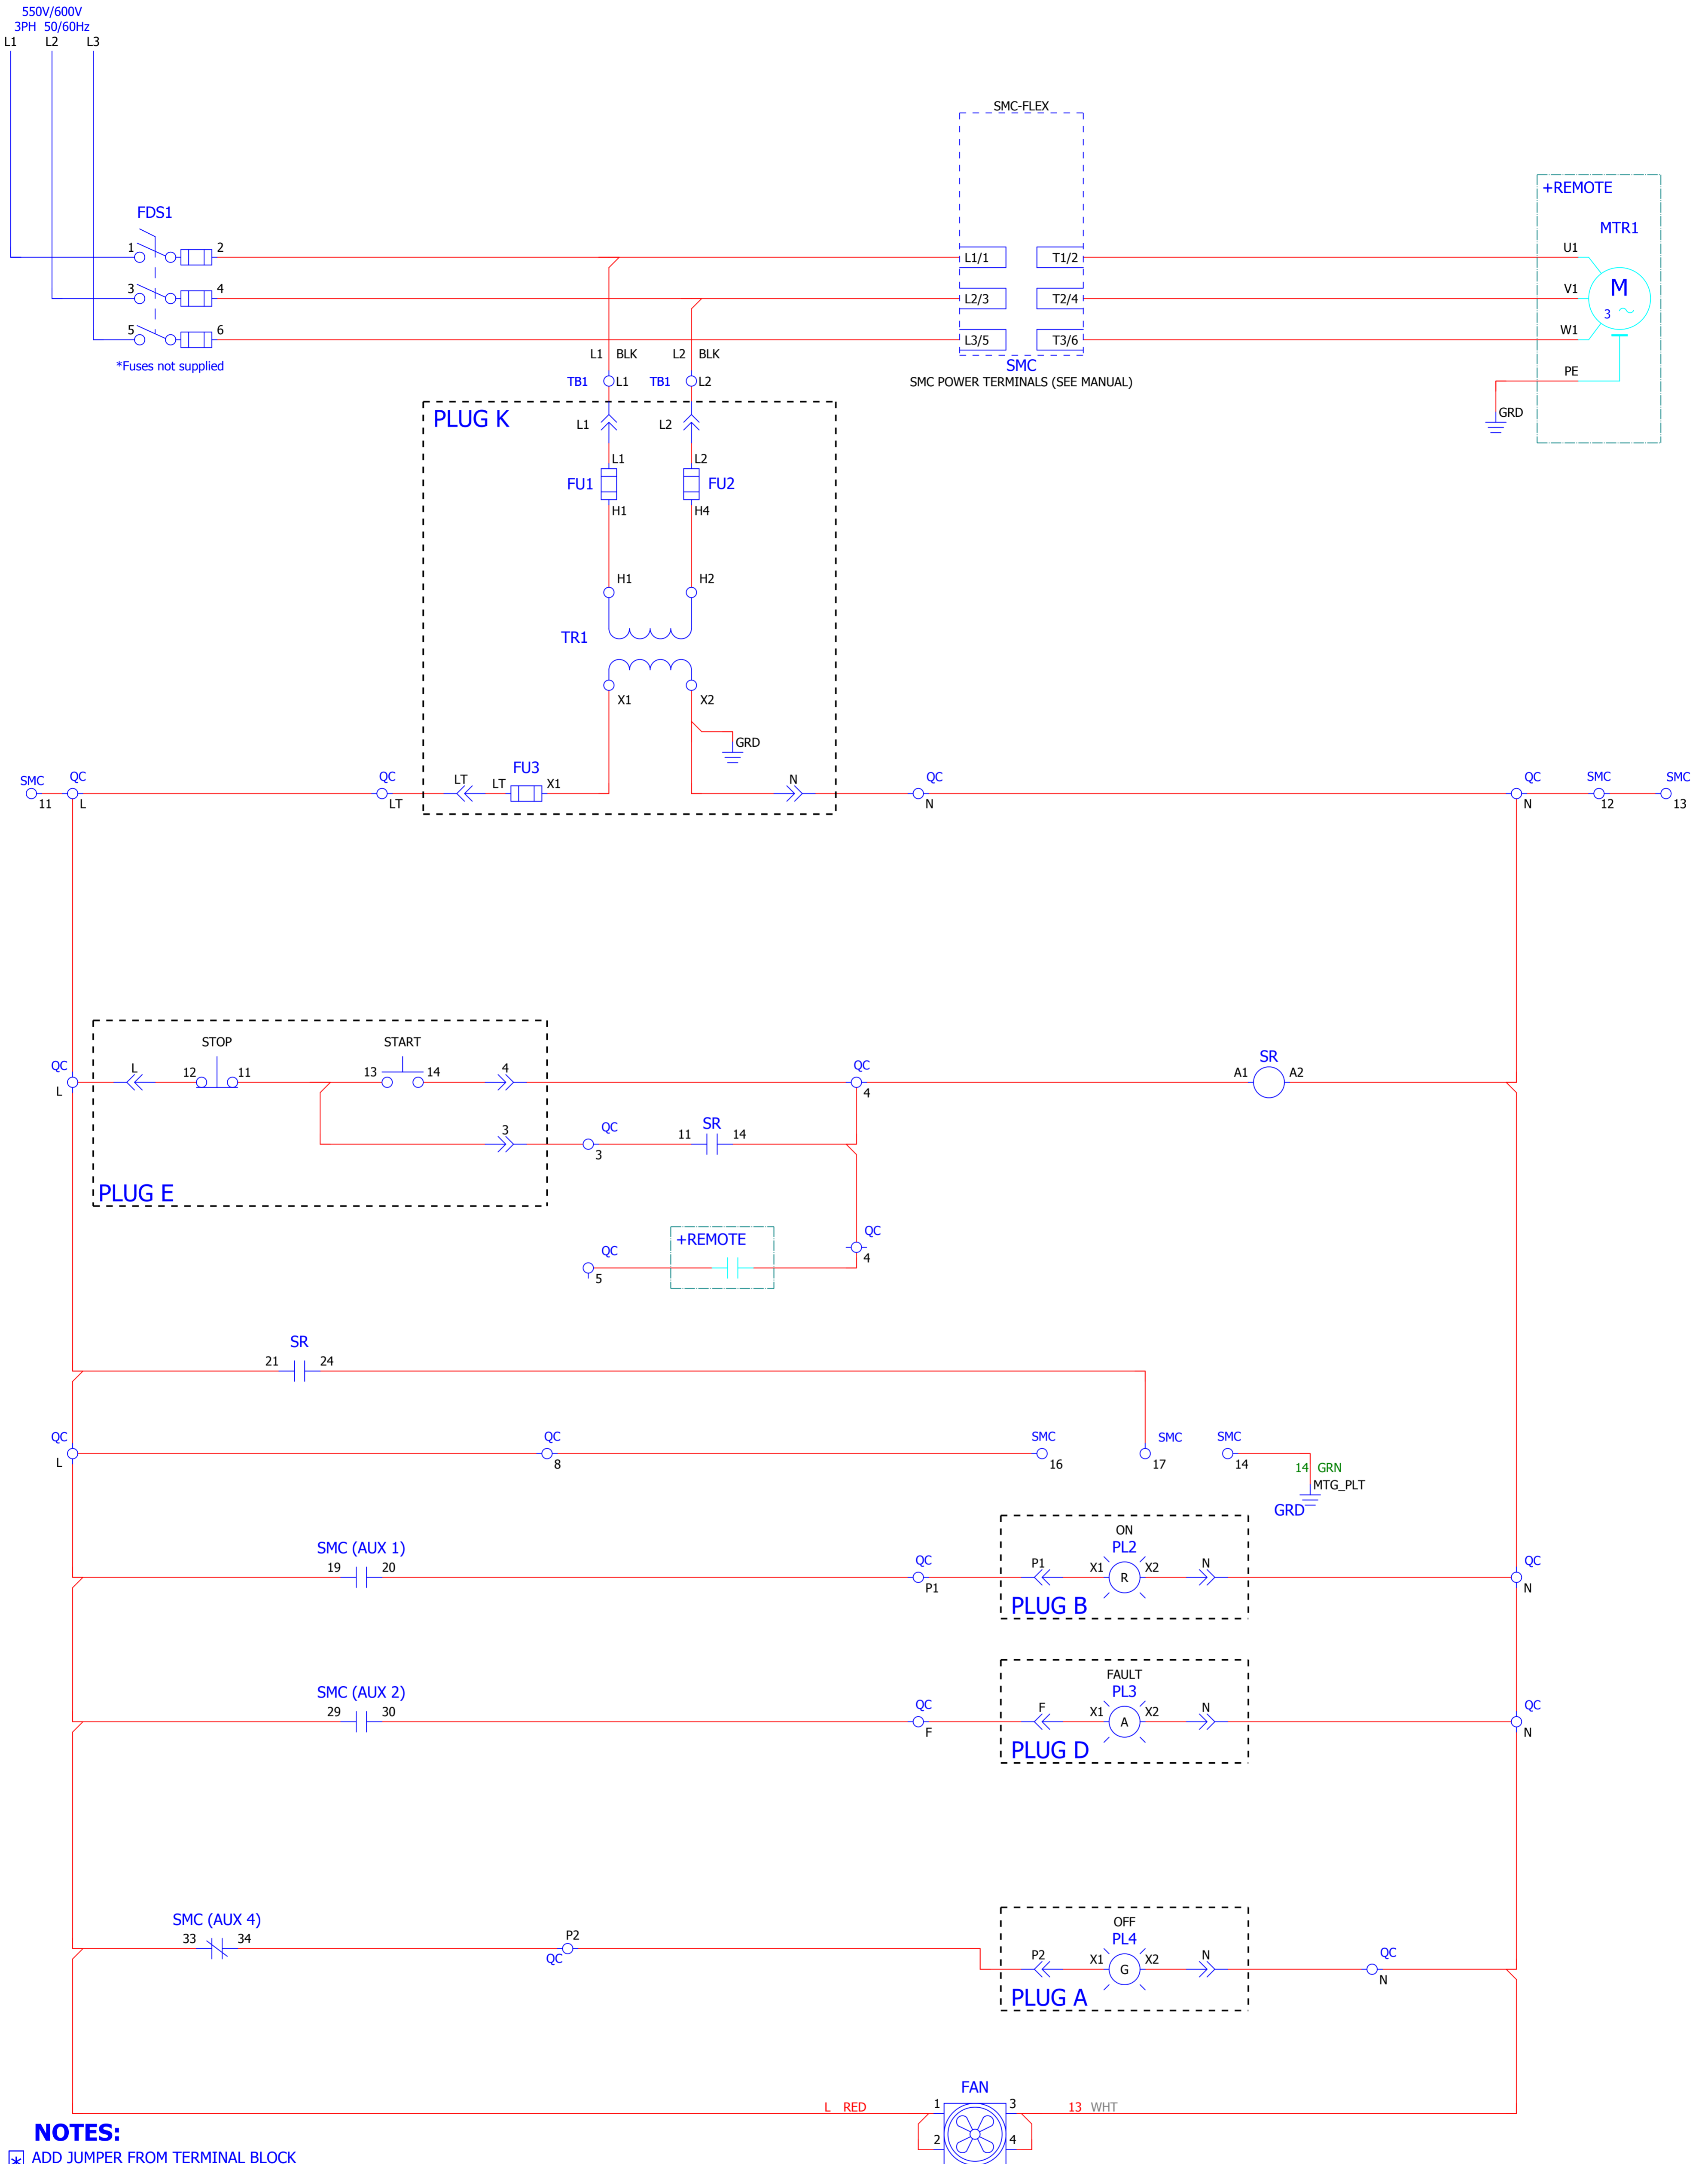 550V/600V
3PH 50/60Hz
L1 L2 L3
SMC-FLEX
+REMOTE
MTR1
FDS1
1 2
L1/1 T1/2
U1
3 4
L2/3 T2/4
V1
M
3
5 6
L3/5 T3/6
W1
*Fuses not supplied
L1 BLK L2 BLK
SMC
SMC POWER TERMINALS (SEE MANUAL)
PE
GRD
TB1 L1 TB1 L2
PLUG K
L1 L2
L1 L2
FU1 FU2
H1 H4
H1 H2
TR1
X1 X2
GRD
SMC QC QC LT LT FU3 X1 N QC QC SMC SMC
11 L LT N N 12 13
STOP START
QC L 12 11 13 14 4 QC SR
L 4 A1 A2
3 QC SR
3 11 14
PLUG E
QC +REMOTE QC
5 4
SR
21 24
QC QC SMC SMC SMC
L 8 16 17 14
14 GRN
MTG_PLT
GRD
SMC (AUX 1)
19 20
QC
P1
ON
PL2
P1 X1 R X2 N
PLUG B
QC
N
SMC (AUX 2)
29 30
QC
F
FAULT
PL3
F X1 A X2 N
PLUG D
QC
N
SMC (AUX 4)
33 34
P2
QC
OFF
PL4
P2 X1 G X2 N
PLUG A
QC
N
FAN
L RED 1 3 13 WHT
2 4
NOTES:
* ADD JUMPER FROM TERMINAL BLOCK